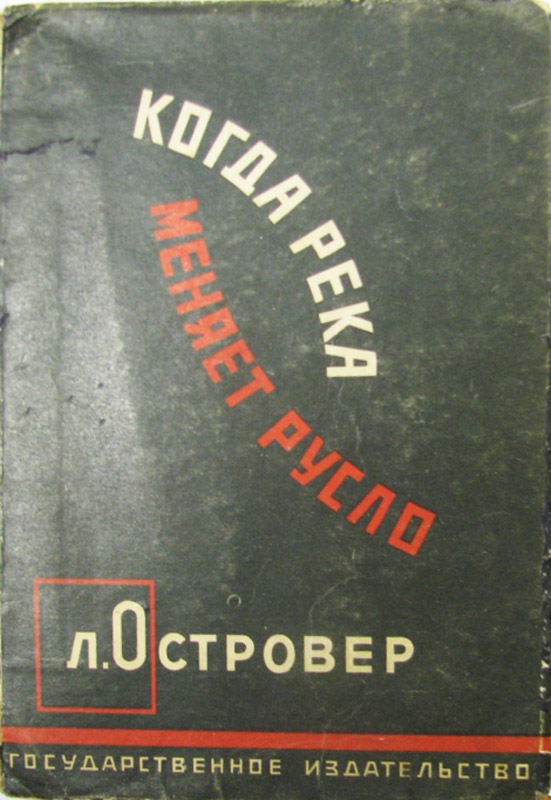 КОГДА РЕКА
МЕНЯЕТ РУСЛО
Л.ОСТРОВЕР
ГОСУДАРСТВЕННОЕ ИЗДАТЕЛЬСТВО